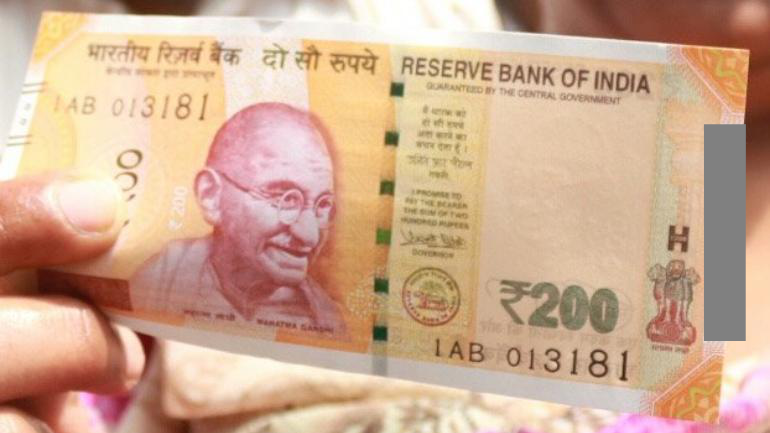 भारतीय रिज़र्व बैंक दो सौ रुपये
केन्द्रीय सरकार द्वारा प्रत्याभूत
1AB 013181
₹ 200
महात्मा गांधी MAHATMA GANDHI
RESERVE BANK OF INDIA
GUARANTEED BY THE CENTRAL GOVERNMENT
मैं धारक को
दो सौ रुपये
अदा करने का
वचन देता हूँ ।
I PROMISE TO
PAY THE BEARER
THE SUM OF TWO
HUNDRED RUPEES
GOVERNOR
₹200
1AB 013181
H
सत्यमेव जयते